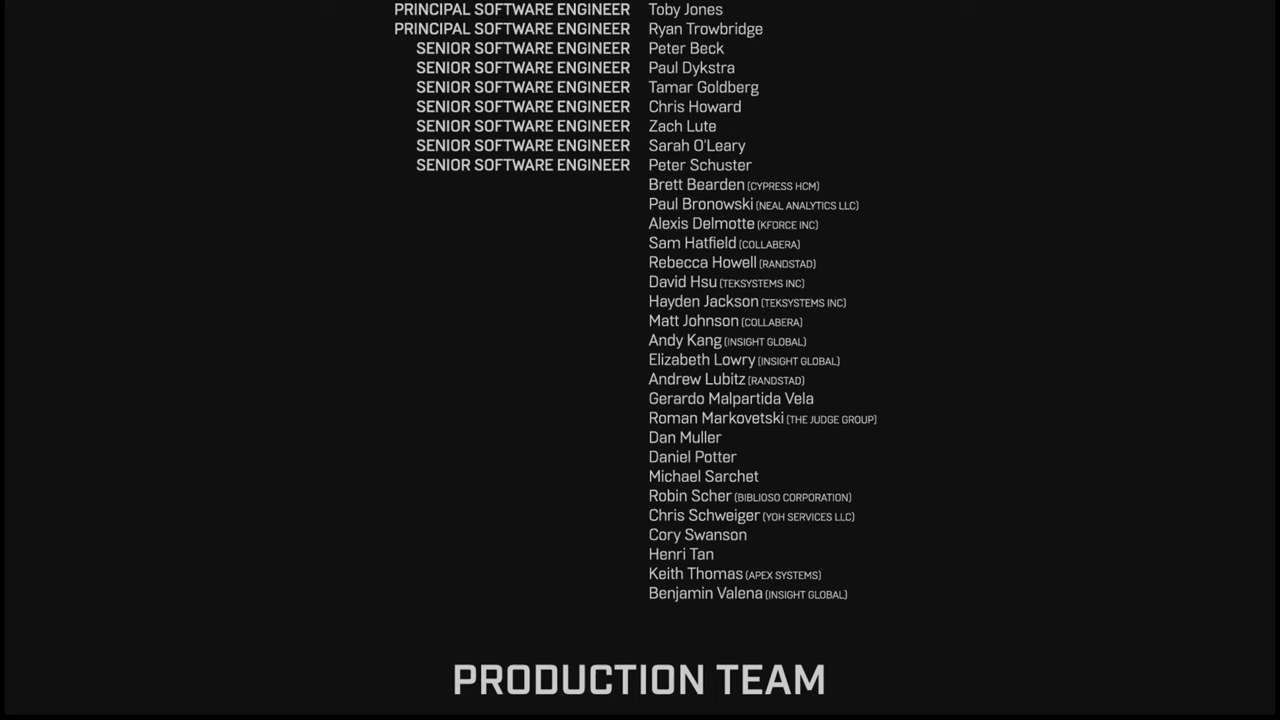 PRINCIPAL SOFTWARE ENGINEER Toby Jones
PRINCIPAL SOFTWARE ENGINEER Ryan Trowbridge
SENIOR SOFTWARE ENGINEER Peter Beck
SENIOR SOFTWARE ENGINEER Paul Dykstra
SENIOR SOFTWARE ENGINEER Tamar Goldberg
SENIOR SOFTWARE ENGINEER Chris Howard
SENIOR SOFTWARE ENGINEER Zach Lute
SENIOR SOFTWARE ENGINEER Sarah O'Leary
SENIOR SOFTWARE ENGINEER Peter Schuster
Brett Bearden (CYPRESS HCM)
Paul Bronowski (NEAL ANALYTICS LLC)
Alexis Delmotte (KFORCE INC)
Sam Hatfield (COLLABERA)
Rebecca Howell (RANDSTAD)
David Hsu (TEKSYSTEMS INC)
Hayden Jackson (TEKSYSTEMS INC)
Matt Johnson (COLLABERA)
Andy Kang (INSIGHT GLOBAL)
Elizabeth Lowry (INSIGHT GLOBAL)
Andrew Lubitz (RANDSTAD)
Gerardo Malpartida Vela
Roman Markovetski (THE JUDGE GROUP)
Dan Muller
Daniel Potter
Michael Sarchet
Robin Scher (BIBLIOSO CORPORATION)
Chris Schweiger (YOH SERVICES LLC)
Cory Swanson
Henri Tan
Keith Thomas (APEX SYSTEMS)
Benjamin Valena (INSIGHT GLOBAL)
PRODUCTION TEAM